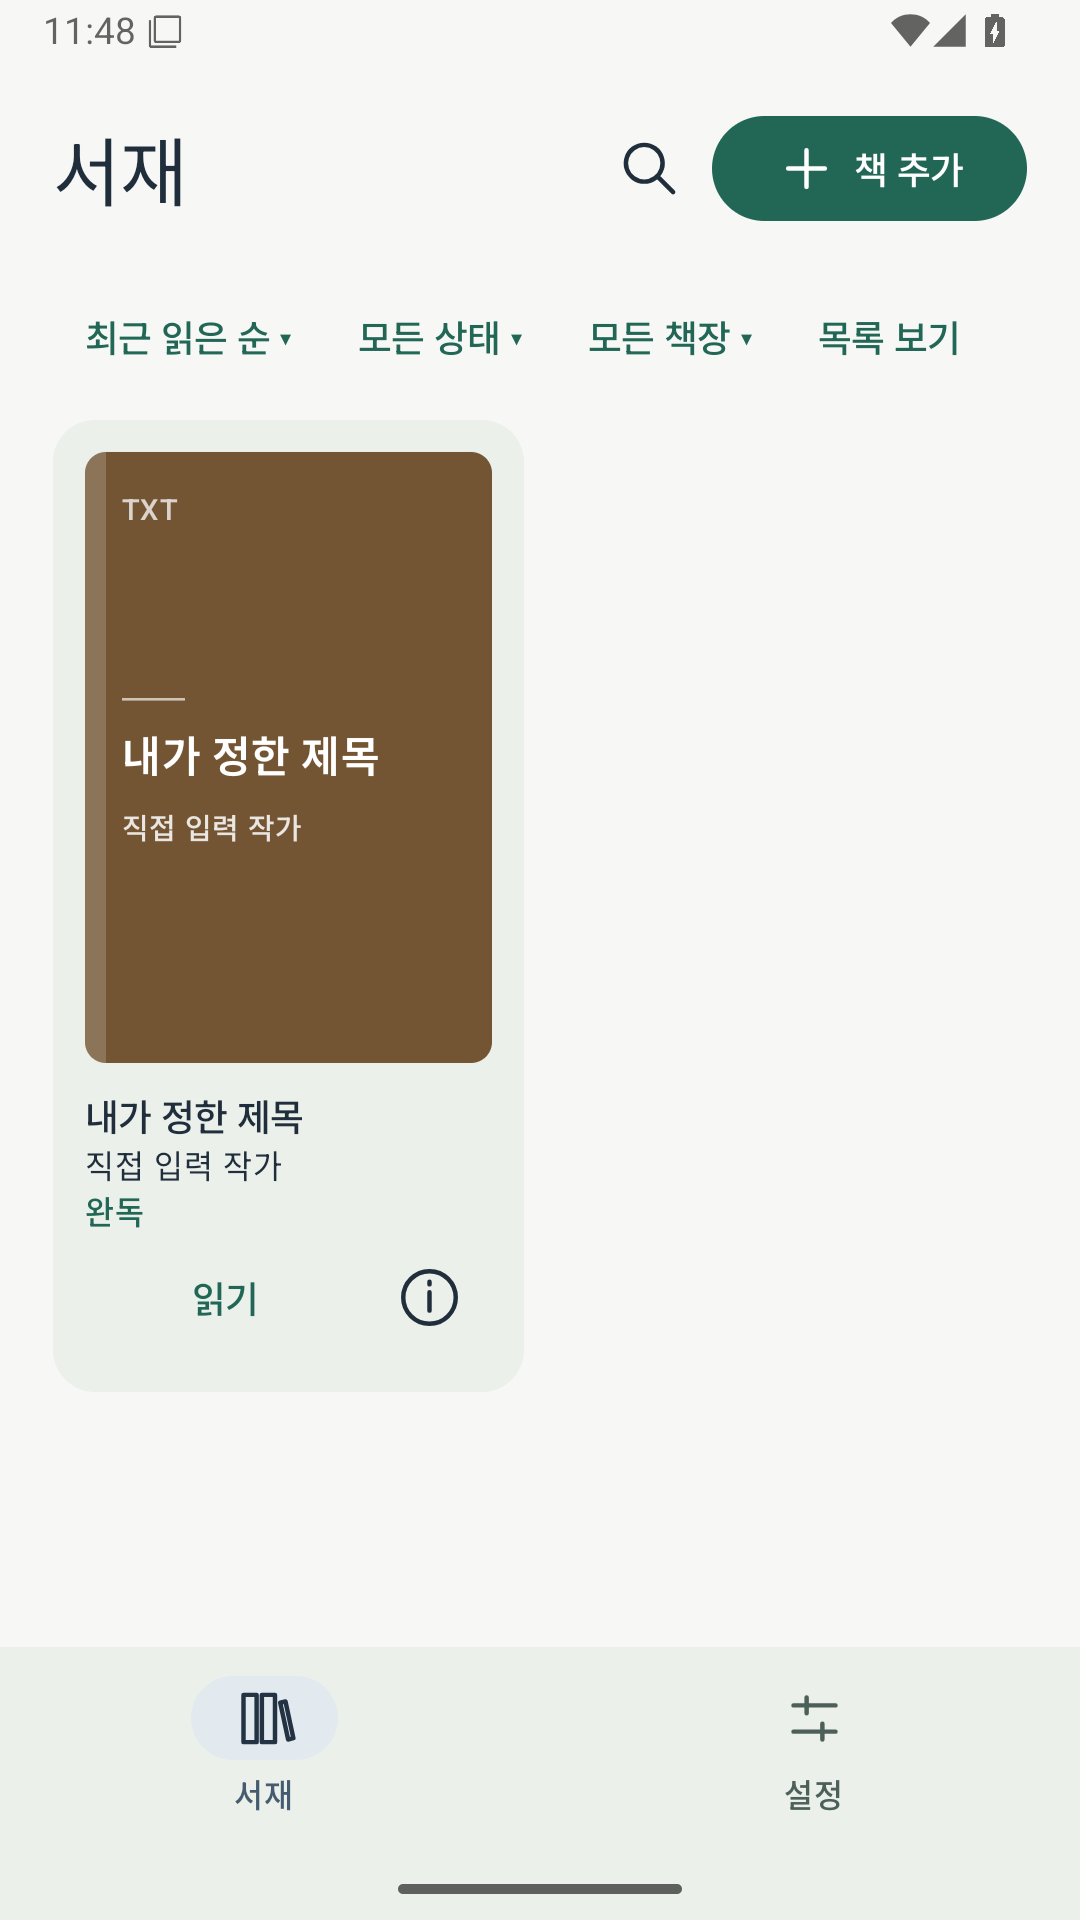 11:48
서재
책 추가
최근 읽은 순 ▾ 모든 상태 ▾ 모든 책장 ▾ 목록 보기
TXT
내가 정한 제목
직접 입력 작가
내가 정한 제목
직접 입력 작가
완독
읽기
서재 설정